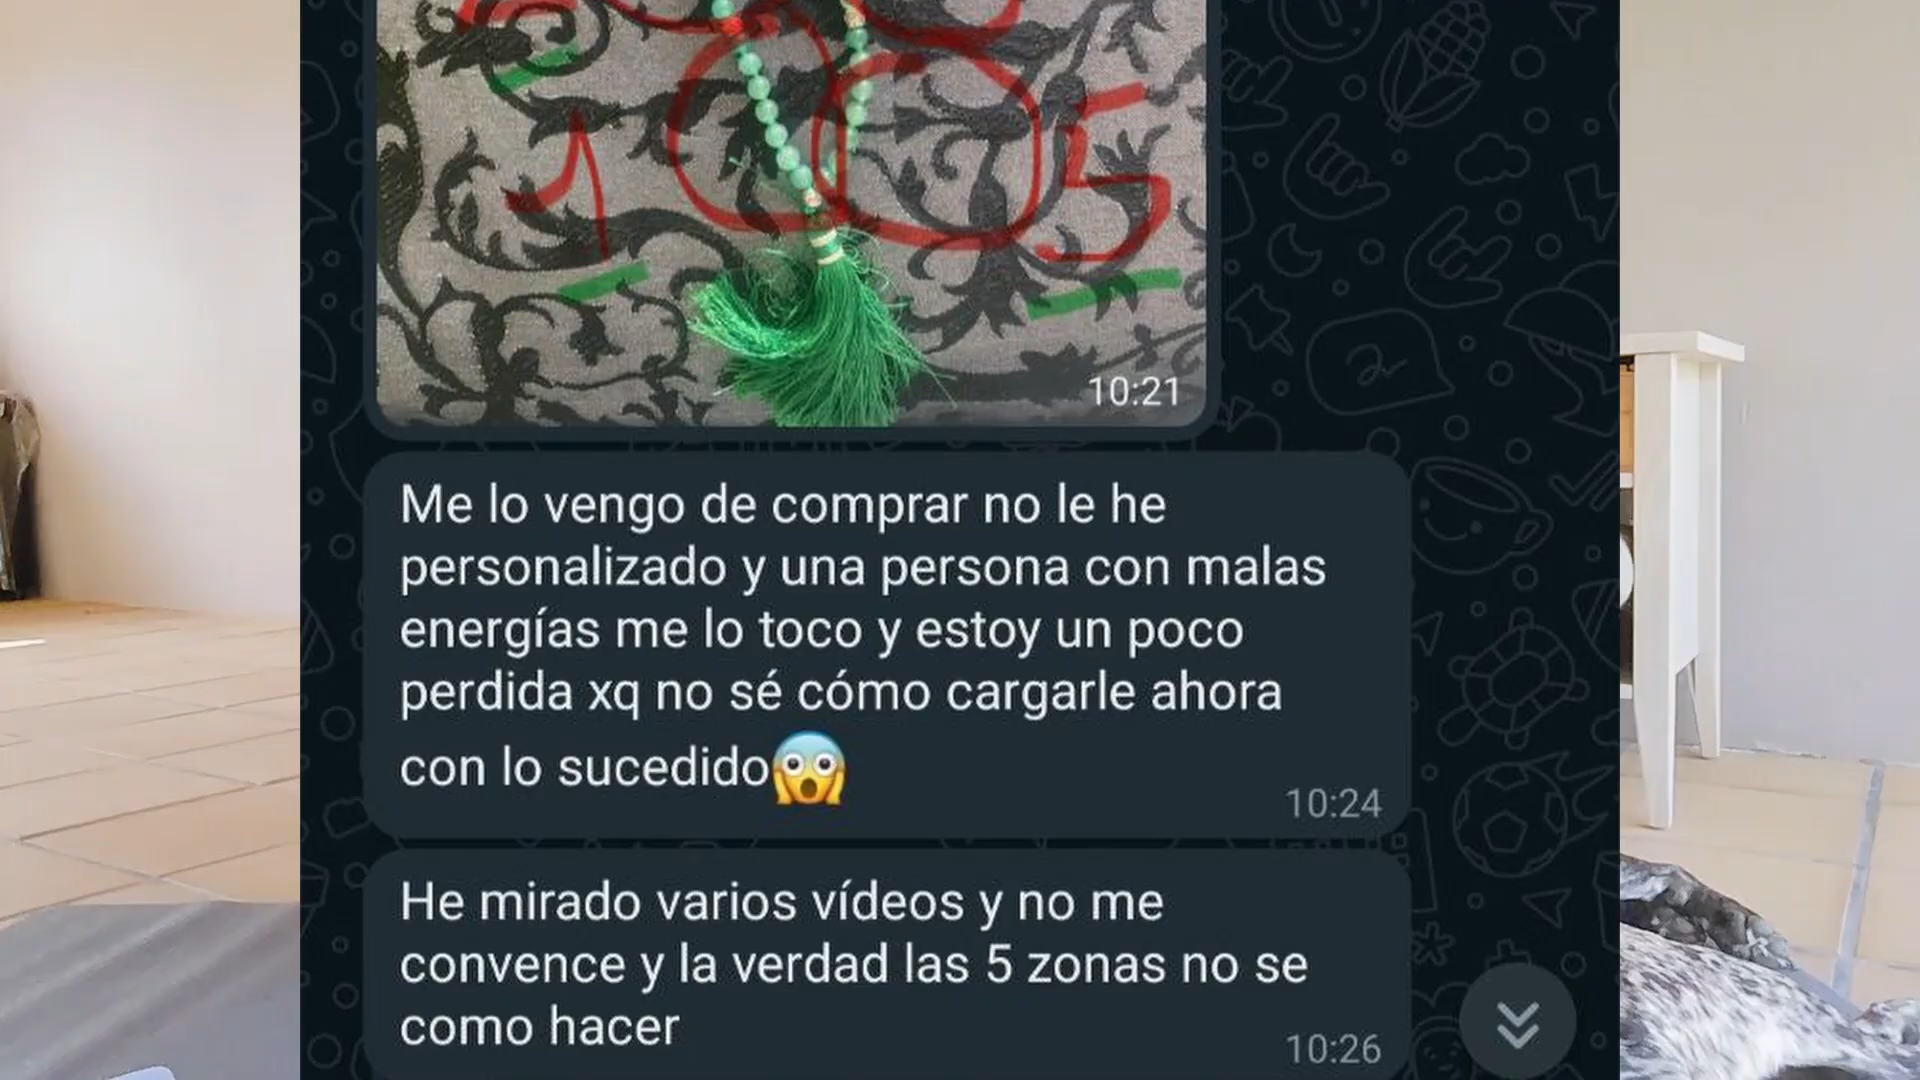 1
5
10:21
Me lo vengo de comprar no le he
personalizado y una persona con malas
energías me lo toco y estoy un poco
perdida xq no sé cómo cargarle ahora
con lo sucedido😱
10:24
He mirado varios vídeos y no me
convence y la verdad las 5 zonas no se
como hacer
10:26